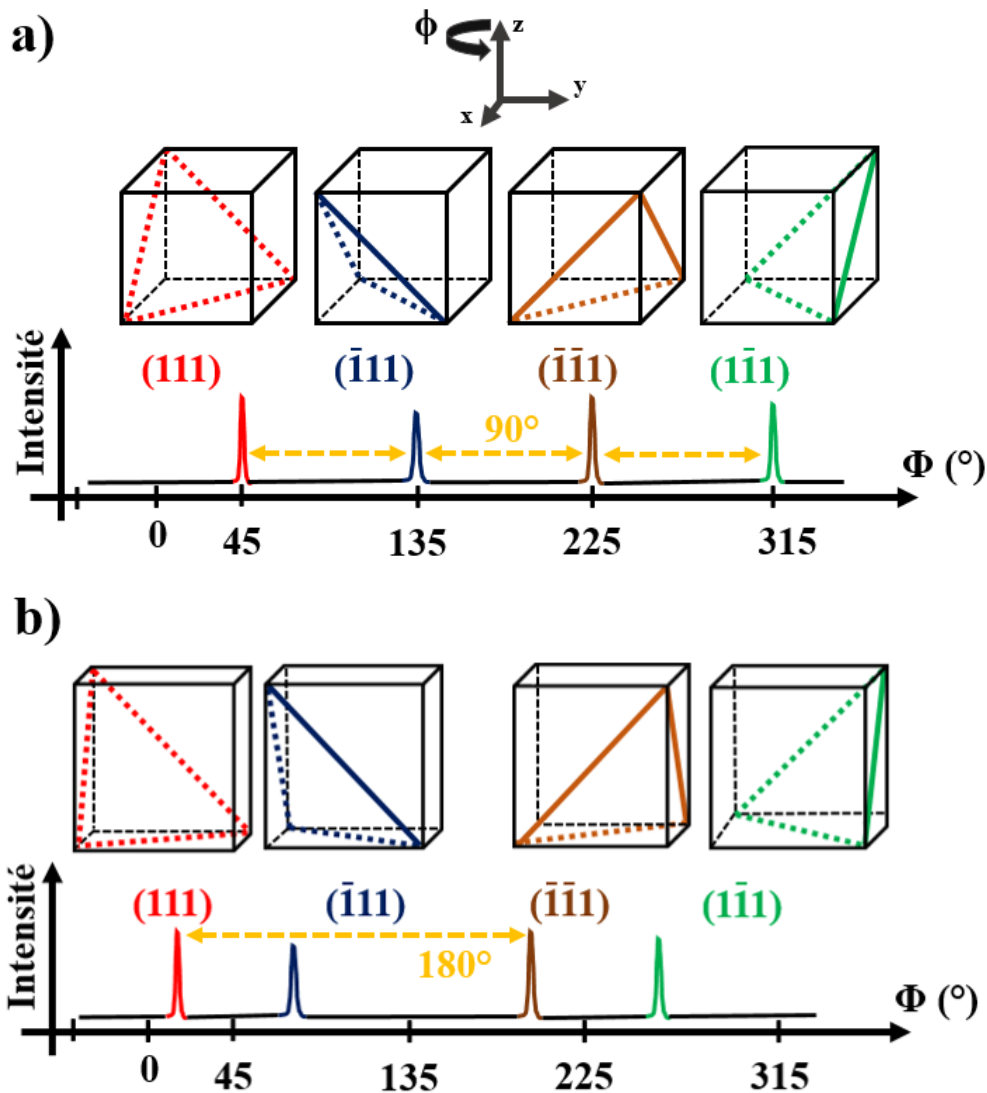 a)
ϕ
z
y
x
(111)
(1̄11)
(1̄1̄1)
(11̄1)
Intensité
90°
Φ (°)
0 45 135 225 315
b)
(111)
(1̄11)
(1̄1̄1)
(11̄1)
Intensité
180°
Φ (°)
0 45 135 225 315